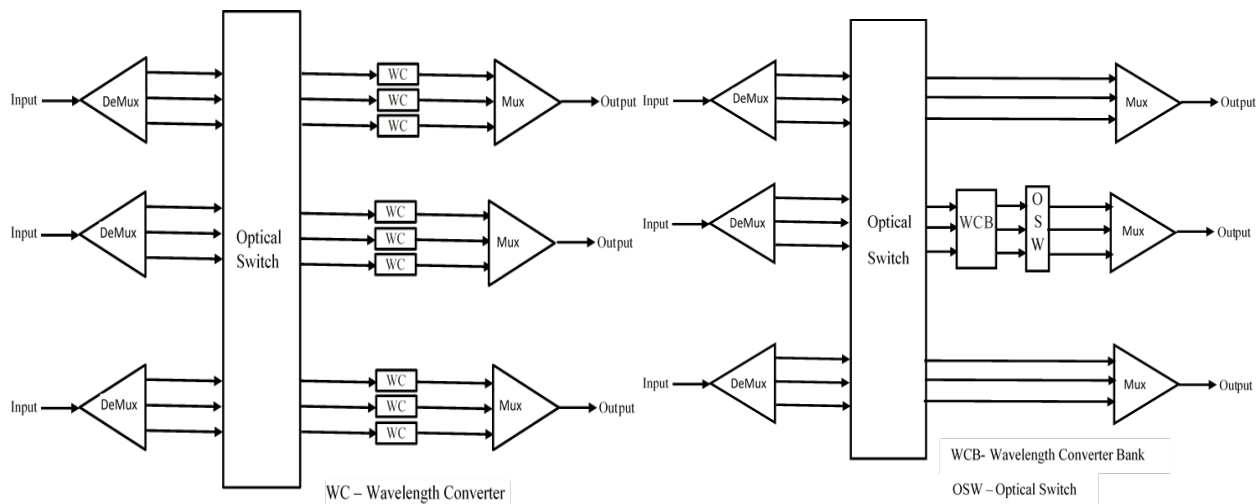 Input
DeMux
WC
WC
WC
Mux
Output
Input
DeMux
Optical
Switch
WC
WC
WC
Mux
Output
Input
DeMux
WC
WC
WC
Mux
Output
WC – Wavelength Converter
Input
DeMux
Mux
Output
Input
DeMux
Optical
Switch
WCB
O
S
W
Mux
Output
Input
DeMux
Mux
Output
WCB- Wavelength Converter Bank
OSW – Optical Switch